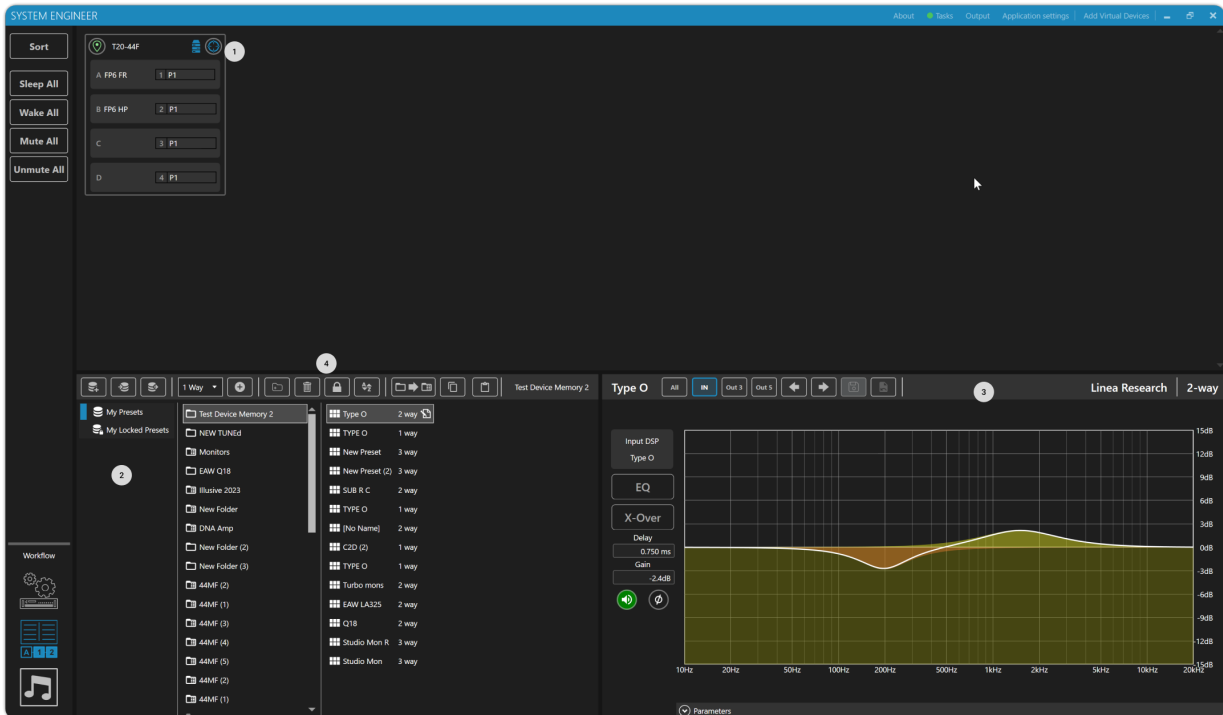 SYSTEM ENGINEER
About Tasks Output Application settings Add Virtual Devices
Sort
Sleep All
Wake All
Mute All
Unmute All
T20-44F
1
A FP6 FR 1 P1
B FP6 HP 2 P1
C 3 P1
D 4 P1
4
1 Way
Test Device Memory 2
My Presets
My Locked Presets
2
Test Device Memory 2
NEW TUNEd
Monitors
EAW Q18
Illusive 2023
New Folder
DNA Amp
New Folder (2)
New Folder (3)
44MF (2)
44MF (1)
44MF (3)
44MF (4)
44MF (5)
44MF (2)
44MF (1)
Type O 2 way
TYPE O 1 way
New Preset 3 way
New Preset (2) 3 way
SUB R C 2 way
TYPE O 1 way
[No Name] 2 way
C2D (2) 1 way
TYPE O 1 way
Turbo mons 2 way
EAW LA325 2 way
Q18 2 way
Studio Mon R 3 way
Studio Mon 3 way
Type O All IN Out 3 Out 5
3
Linea Research 2-way
Input DSP
Type O
EQ
X-Over
Delay
0.750 ms
Gain
-2.4dB
15dB
12dB
9dB
6dB
3dB
0dB
-3dB
-6dB
-9dB
-12dB
-15dB
10Hz 20Hz 50Hz 100Hz 200Hz 500Hz 1kHz 2kHz 5kHz 10kHz 20kHz
Parameters
Workflow
A 1 2